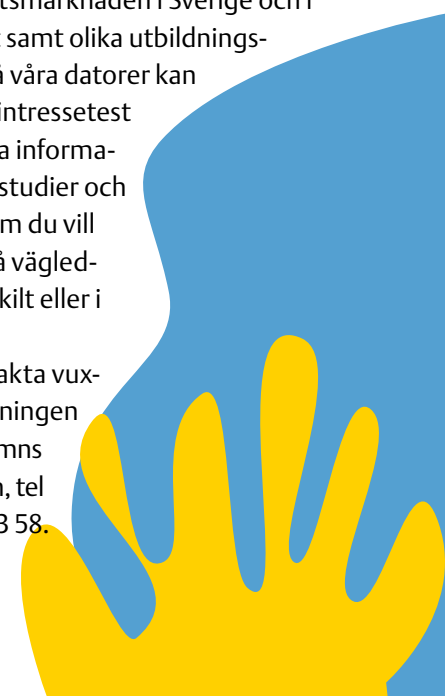 tsmarknaden i Sverige och i
t samt olika utbildnings-
å våra datorer kan
intressetest
a informa-
studier och
m du vill
å vägled-
kilt eller i
akta vux-
ningen
mns
n, tel
3 58.